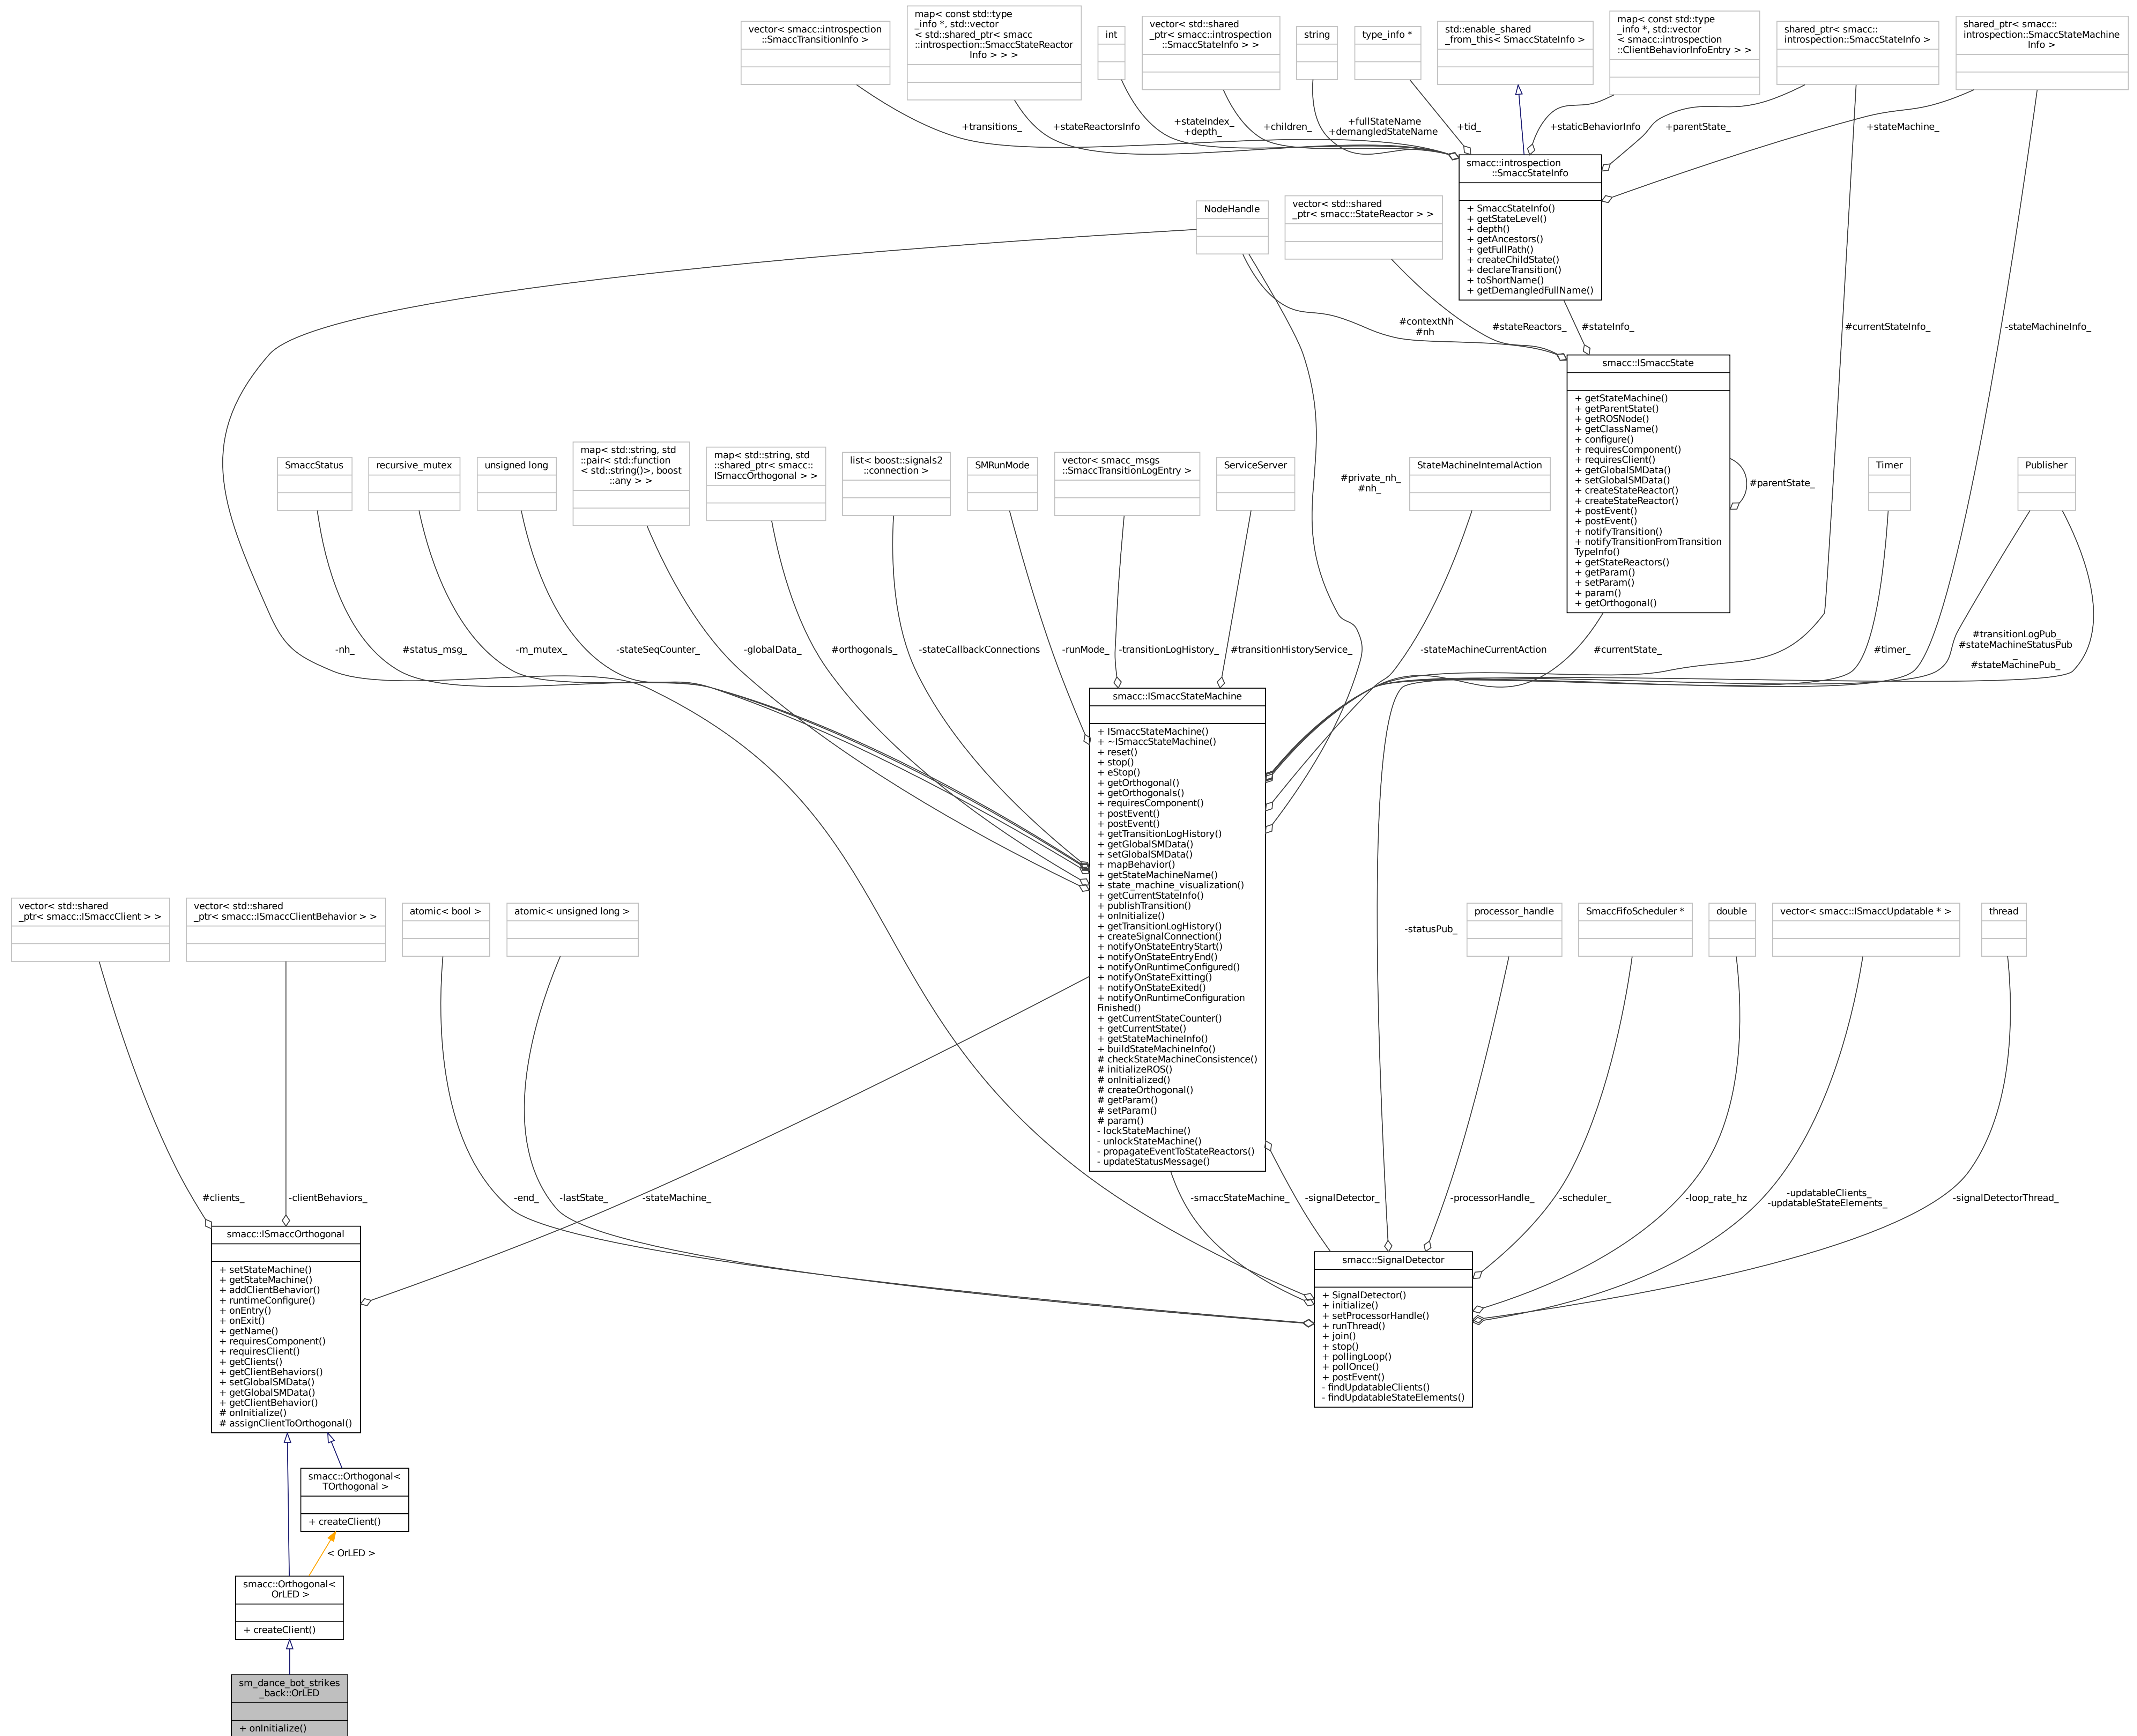 vector< smacc::introspection
::SmaccTransitionInfo >
map< const std::type
_info *, std::vector
< std::shared_ptr< smacc
::introspection::SmaccStateReactor
Info > > >
int
vector< std::shared
_ptr< smacc::introspection
::SmaccStateInfo > >
string
type_info *
std::enable_shared
_from_this< SmaccStateInfo >
map< const std::type
_info *, std::vector
< smacc::introspection
::ClientBehaviorInfoEntry > >
shared_ptr< smacc::
introspection::SmaccStateInfo >
shared_ptr< smacc::
introspection::SmaccStateMachine
Info >
+transitions_
+stateReactorsInfo
+stateIndex_
+depth_
+children_
+fullStateName
+demangledStateName
+tid_
+staticBehaviorInfo
+parentState_
+stateMachine_
smacc::introspection
::SmaccStateInfo
+ SmaccStateInfo()
+ getStateLevel()
+ depth()
+ getAncestors()
+ getFullPath()
+ createChildState()
+ declareTransition()
+ toShortName()
+ getDemangledFullName()
NodeHandle
vector< std::shared
_ptr< smacc::StateReactor > >
#contextNh
#nh
#stateReactors_
#stateInfo_
#currentStateInfo_
-stateMachineInfo_
smacc::ISmaccState
+ getStateMachine()
+ getParentState()
+ getROSNode()
+ getClassName()
+ configure()
+ requiresComponent()
+ requiresClient()
+ getGlobalSMData()
+ setGlobalSMData()
+ createStateReactor()
+ createStateReactor()
+ postEvent()
+ postEvent()
+ notifyTransition()
+ notifyTransitionFromTransition
TypeInfo()
+ getStateReactors()
+ getParam()
+ setParam()
+ param()
+ getOrthogonal()
#parentState_
SmaccStatus
recursive_mutex
unsigned long
map< std::string, std
::pair< std::function
< std::string()>, boost
::any > >
map< std::string, std
::shared_ptr< smacc::
ISmaccOrthogonal > >
list< boost::signals2
::connection >
SMRunMode
vector< smacc_msgs
::SmaccTransitionLogEntry >
ServiceServer
#private_nh_
#nh_
StateMachineInternalAction
Timer
Publisher
-nh_
#status_msg_
-m_mutex_
-stateSeqCounter_
-globalData_
#orthogonals_
-stateCallbackConnections
-runMode_
-transitionLogHistory_
#transitionHistoryService_
-stateMachineCurrentAction
#currentState_
#timer_
#transitionLogPub_
#stateMachineStatusPub
_
#stateMachinePub_
smacc::ISmaccStateMachine
+ ISmaccStateMachine()
+ ~ISmaccStateMachine()
+ reset()
+ stop()
+ eStop()
+ getOrthogonal()
+ getOrthogonals()
+ requiresComponent()
+ postEvent()
+ postEvent()
+ getTransitionLogHistory()
+ getGlobalSMData()
+ setGlobalSMData()
+ mapBehavior()
+ getStateMachineName()
+ state_machine_visualization()
+ getCurrentStateInfo()
+ publishTransition()
+ onInitialize()
+ getTransitionLogHistory()
+ createSignalConnection()
+ notifyOnStateEntryStart()
+ notifyOnStateEntryEnd()
+ notifyOnRuntimeConfigured()
+ notifyOnStateExitting()
+ notifyOnStateExited()
+ notifyOnRuntimeConfiguration
Finished()
+ getCurrentStateCounter()
+ getCurrentState()
+ getStateMachineInfo()
+ buildStateMachineInfo()
# checkStateMachineConsistence()
# initializeROS()
# onInitialized()
# createOrthogonal()
# getParam()
# setParam()
# param()
- lockStateMachine()
- unlockStateMachine()
- propagateEventToStateReactors()
- updateStatusMessage()
vector< std::shared
_ptr< smacc::ISmaccClient > >
vector< std::shared
_ptr< smacc::ISmaccClientBehavior > >
atomic< bool >
atomic< unsigned long >
-statusPub_
processor_handle
SmaccFifoScheduler *
double
vector< smacc::ISmaccUpdatable * >
thread
#clients_
-clientBehaviors_
-end_
-lastState_
-stateMachine_
-smaccStateMachine_
-signalDetector_
-processorHandle_
-scheduler_
-loop_rate_hz
-updatableClients_
-updatableStateElements_
-signalDetectorThread_
smacc::ISmaccOrthogonal
+ setStateMachine()
+ getStateMachine()
+ addClientBehavior()
+ runtimeConfigure()
+ onEntry()
+ onExit()
+ getName()
+ requiresComponent()
+ requiresClient()
+ getClients()
+ getClientBehaviors()
+ setGlobalSMData()
+ getGlobalSMData()
+ getClientBehavior()
# onInitialize()
# assignClientToOrthogonal()
smacc::SignalDetector
+ SignalDetector()
+ initialize()
+ setProcessorHandle()
+ runThread()
+ join()
+ stop()
+ pollingLoop()
+ pollOnce()
+ postEvent()
- findUpdatableClients()
- findUpdatableStateElements()
smacc::Orthogonal<
TOrthogonal >
+ createClient()
< OrLED >
smacc::Orthogonal<
OrLED >
+ createClient()
sm_dance_bot_strikes
_back::OrLED
+ onInitialize()